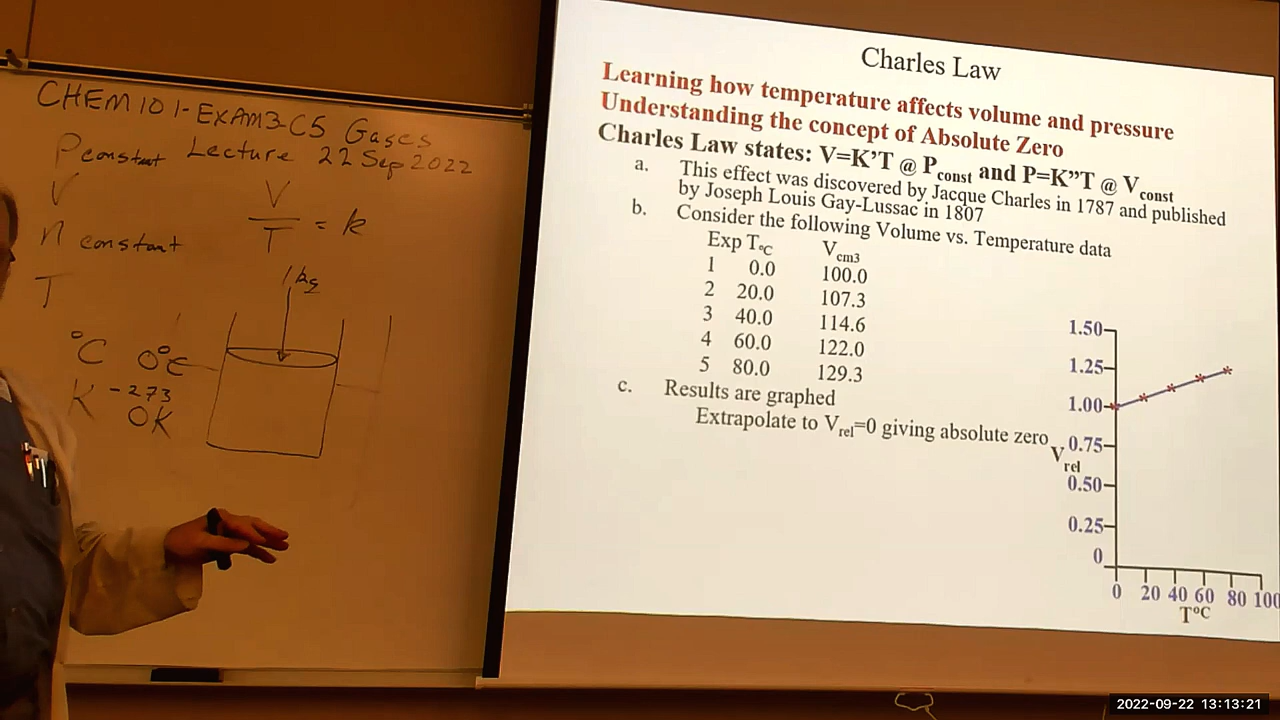 CHEM 101-EXAM3-C5 Gases
Pconstant Lecture 22 Sep 2022
V
n constant
T
V
T = k
1kg
°C 0°C
K -273
0K
Charles Law
Learning how temperature affects volume and pressure
Understanding the concept of Absolute Zero
Charles Law states: V=K’T @ Pconst and P=K”T @ Vconst
a. This effect was discovered by Jacque Charles in 1787 and published
by Joseph Louis Gay-Lussac in 1807
b. Consider the following Volume vs. Temperature data
Exp T°C Vcm3
1 0.0 100.0
2 20.0 107.3
3 40.0 114.6
4 60.0 122.0
5 80.0 129.3
c. Results are graphed
Extrapolate to Vrel=0 giving absolute zero
1.50
1.25
1.00
0.75
Vrel
0.50
0.25
0
0 20 40 60 80 100
T°C
2022-09-22 13:13:21